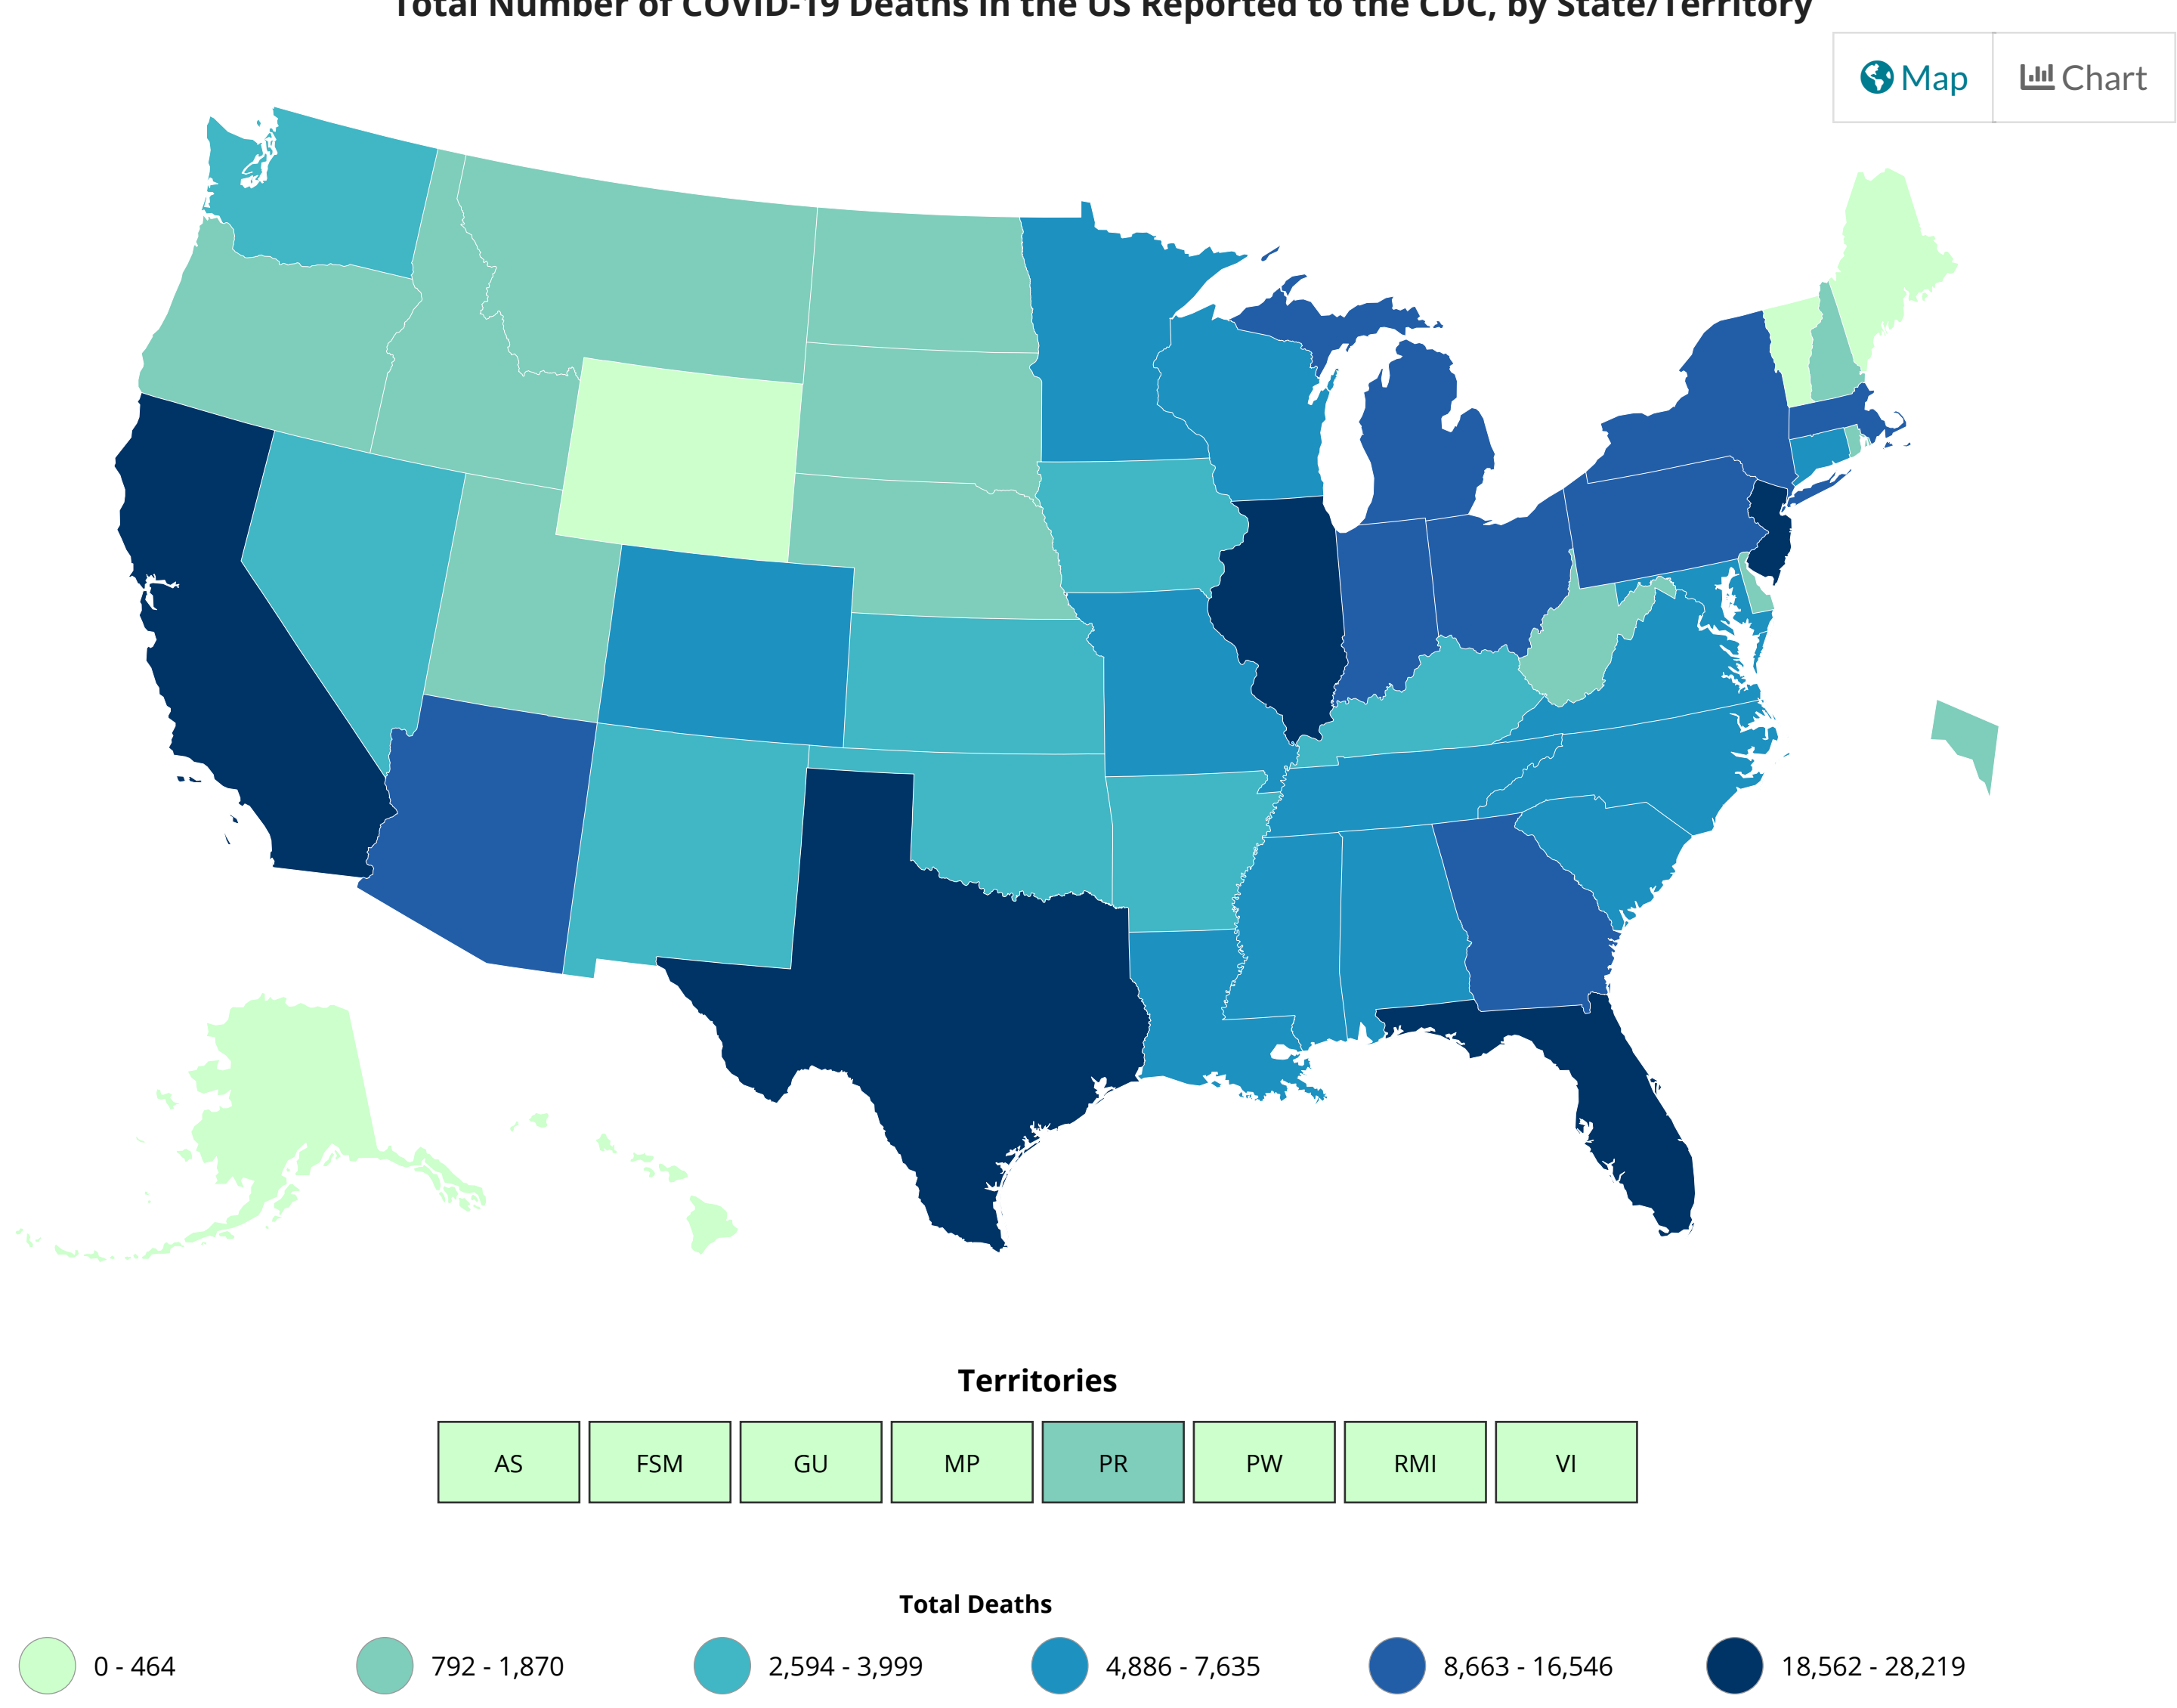 Total Number of COVID-19 Deaths in the US Reported to the CDC, by State/Territory
Map
Chart
Territories
AS
FSM
GU
MP
PR
PW
RMI
VI
Total Deaths
0 - 464
792 - 1,870
2,594 - 3,999
4,886 - 7,635
8,663 - 16,546
18,562 - 28,219